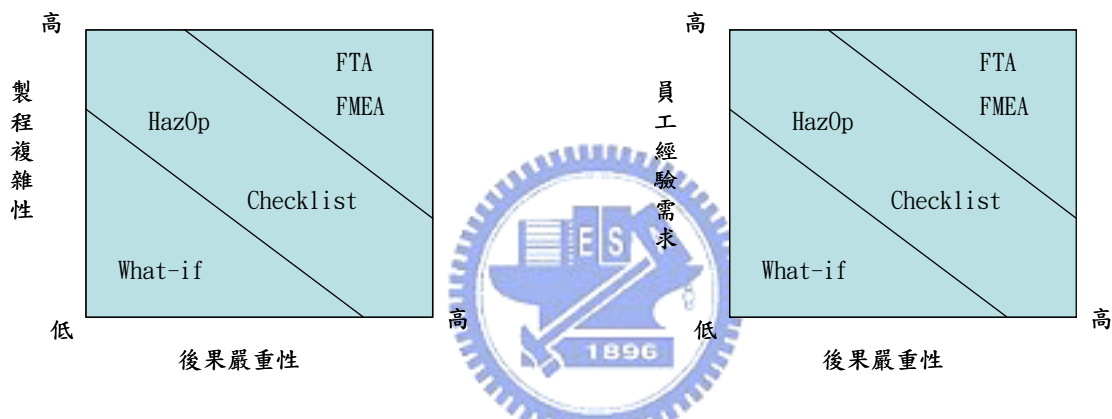 高
製程複雜性
FTA
FMEA
HazOp
Checklist
What-if
低
高
後果嚴重性
高
員工經驗需求
FTA
FMEA
HazOp
Checklist
What-if
低
高
後果嚴重性
ES
1896